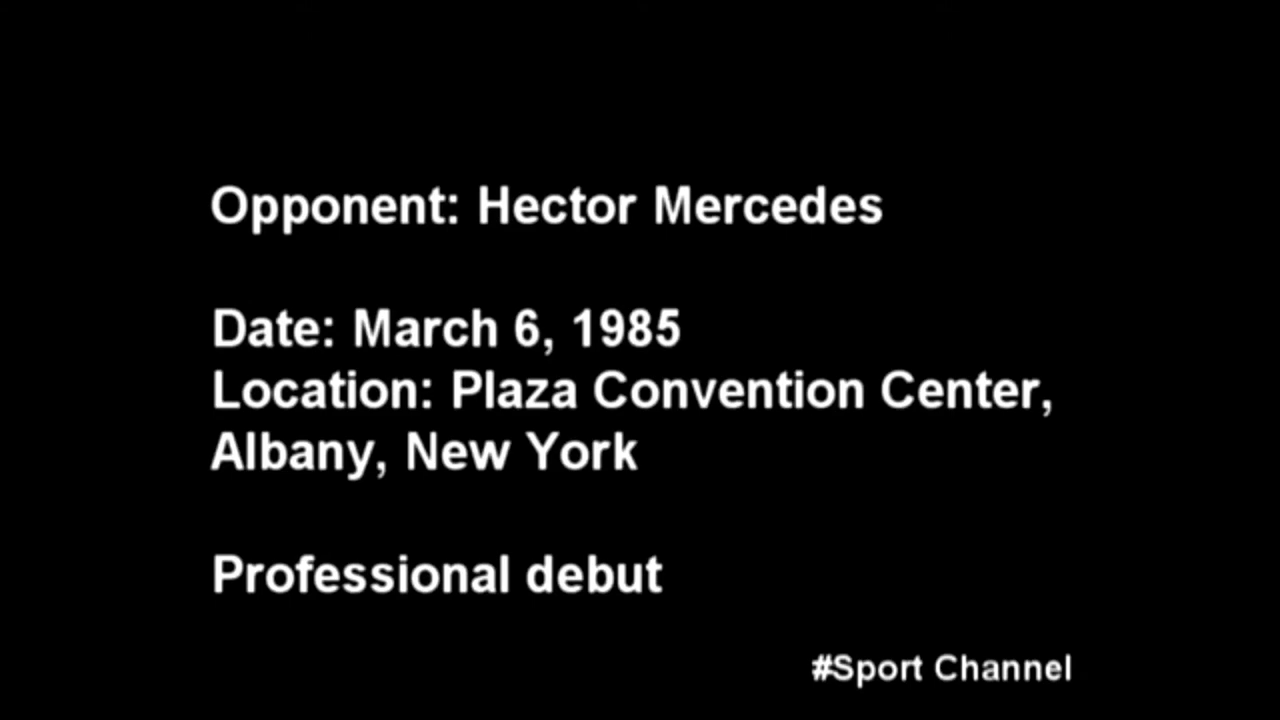 Opponent: Hector Mercedes
Date: March 6, 1985
Location: Plaza Convention Center,
Albany, New York
Professional debut
#Sport Channel